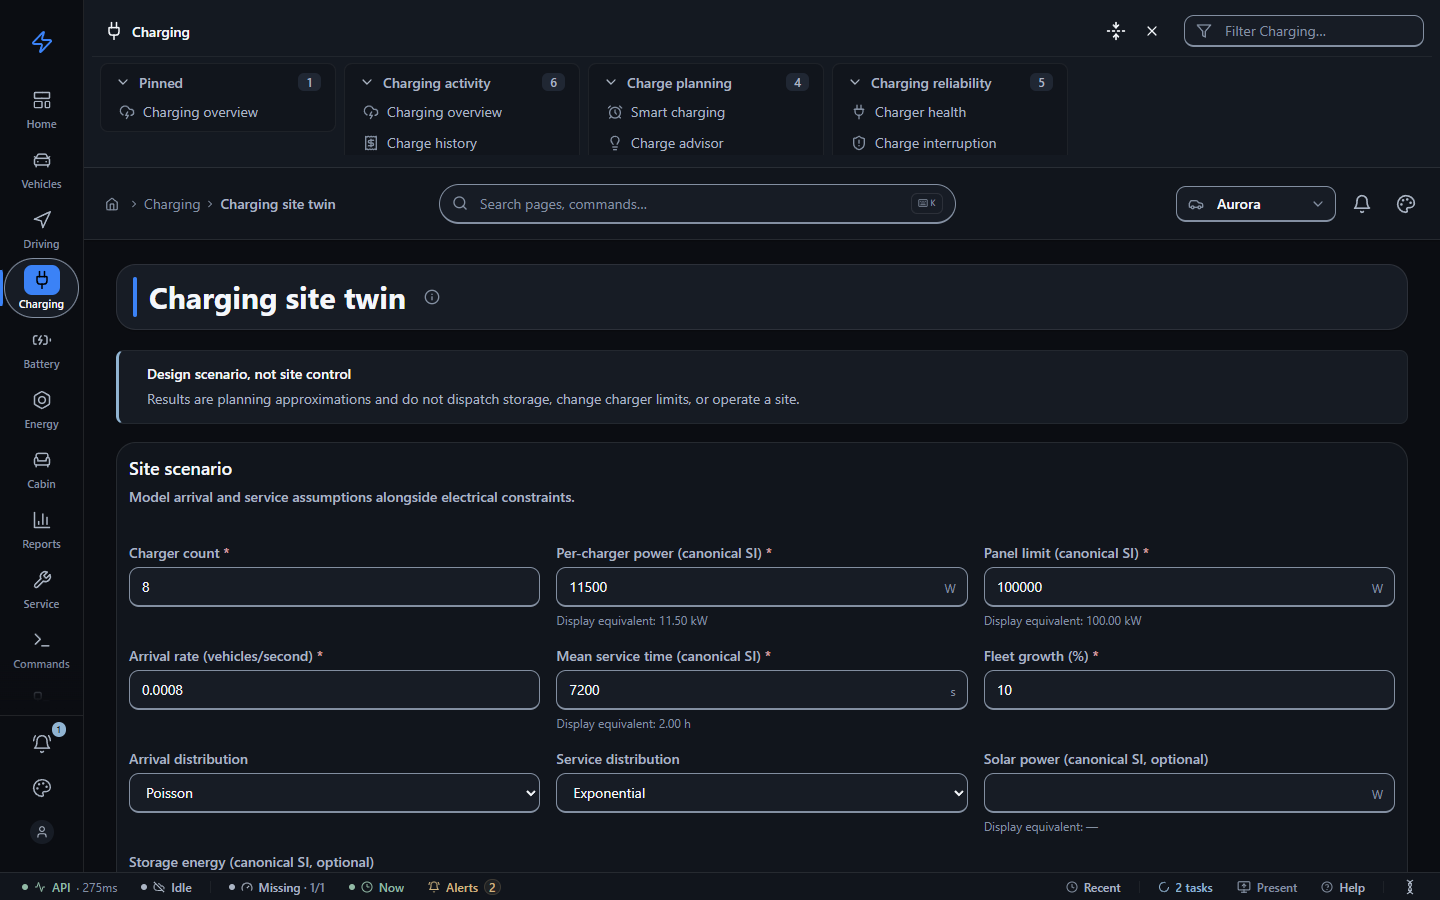 Charging
Filter Charging...
Pinned 1
Charging overview
Charging activity 6
Charging overview
Charge history
Charge planning 4
Smart charging
Charge advisor
Charging reliability 5
Charger health
Charge interruption
Home
Vehicles
Driving
Charging
Battery
Energy
Cabin
Reports
Service
Commands
1
Charging
Charging site twin
Search pages, commands...
K
Aurora
Charging site twin
Design scenario, not site control
Results are planning approximations and do not dispatch storage, change charger limits, or operate a site.
Site scenario
Model arrival and service assumptions alongside electrical constraints.
Charger count *
8
Per-charger power (canonical SI) *
11500 W
Display equivalent: 11.50 kW
Panel limit (canonical SI) *
100000 W
Display equivalent: 100.00 kW
Arrival rate (vehicles/second) *
0.0008
Mean service time (canonical SI) *
7200 s
Display equivalent: 2.00 h
Fleet growth (%) *
10
Arrival distribution
Poisson
Service distribution
Exponential
Solar power (canonical SI, optional)
W
Display equivalent: —
Storage energy (canonical SI, optional)
API · 275ms
Idle
Missing · 1/1
Now
Alerts 2
Recent
2 tasks
Present
Help